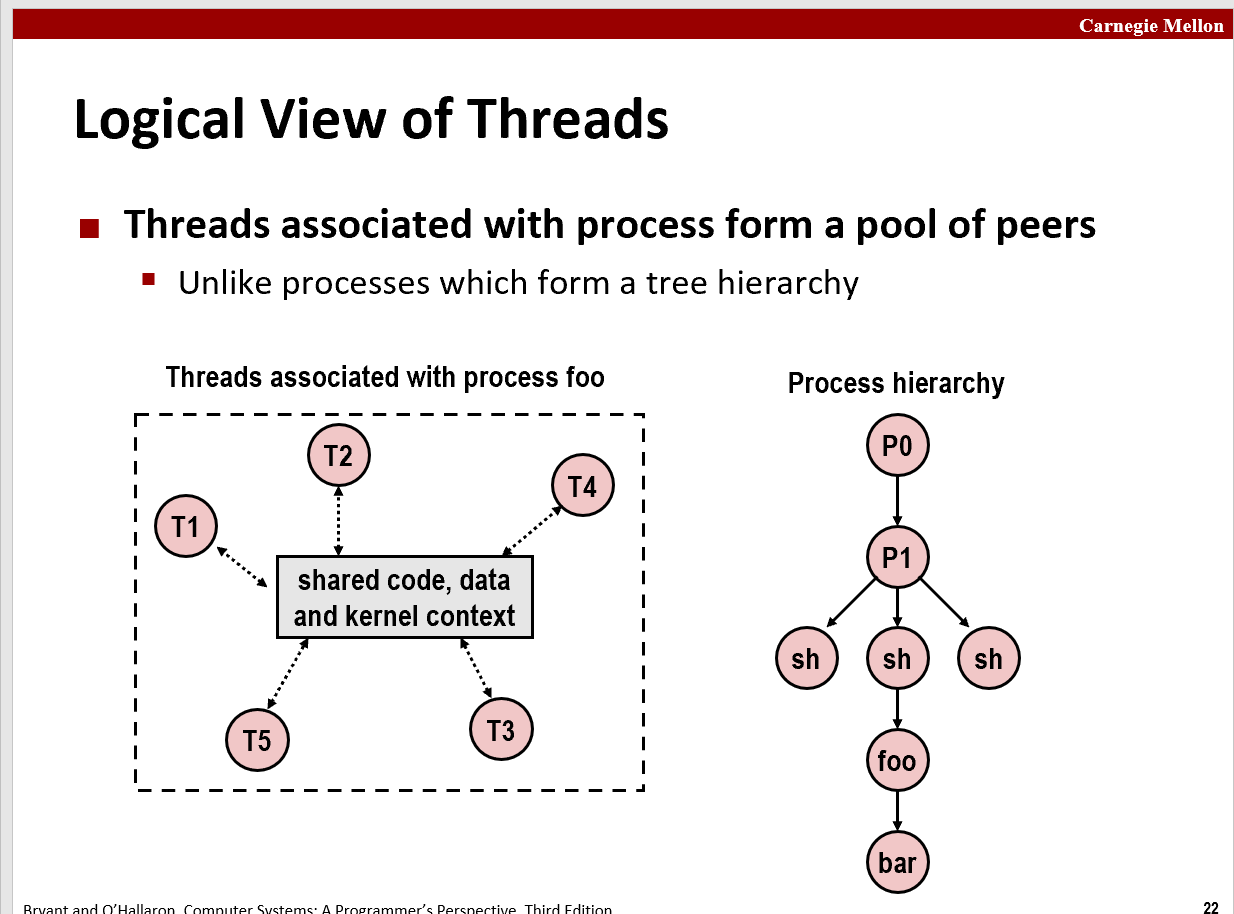 Carnegie Mellon
Logical View of Threads
Threads associated with process form a pool of peers
Unlike processes which form a tree hierarchy
Threads associated with process foo
T2
T4
T1
shared code, data
and kernel context
T5
T3
Process hierarchy
P0
P1
sh sh sh
foo
bar
Bryant and O'Hallaron, Computer Systems: A Programmer's Perspective, Third Edition
22